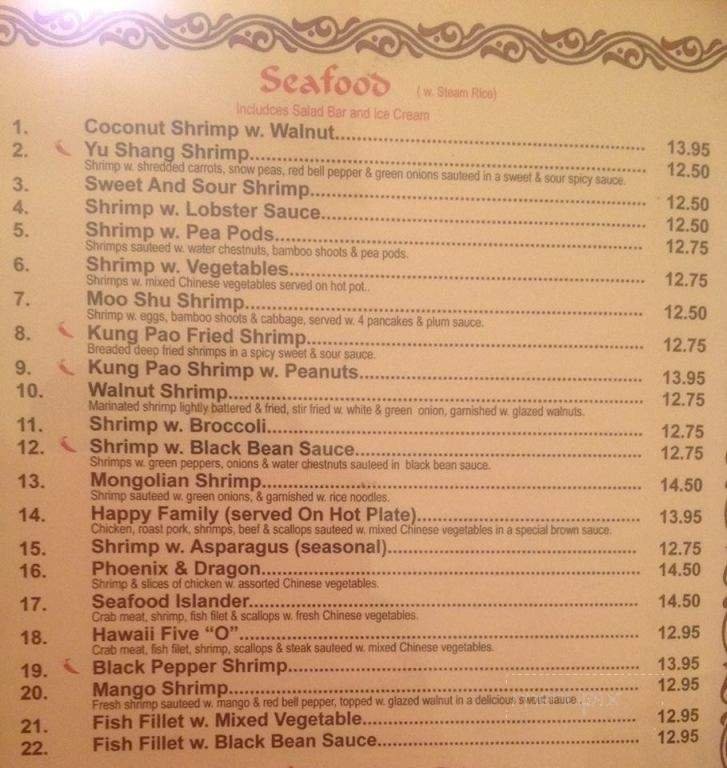 Seafood ( w. Steam Rice)
Includces Salad Bar and Ice Cream
1. Coconut Shrimp w. Walnut 13.95
2. Yu Shang Shrimp 12.50
Shrimp w. shredded carrots, snow peas, red bell pepper & green onions sauteed in a sweet & sour spicy sauce.
3. Sweet And Sour Shrimp 12.50
4. Shrimp w. Lobster Sauce 12.50
5. Shrimp w. Pea Pods 12.75
Shrimps sauteed w. water chestnuts, bamboo shoots & pea pods.
6. Shrimp w. Vegetables 12.75
Shrimps w. mixed Chinese vegetables served on hot pot..
7. Moo Shu Shrimp 12.50
Shrimp w. eggs, bamboo shoots & cabbage, served w. 4 pancakes & plum sauce.
8. Kung Pao Fried Shrimp 12.75
Breaded deep fried shrimps in a spicy sweet & sour sauce.
9. Kung Pao Shrimp w. Peanuts 13.95
10. Walnut Shrimp 12.75
Marinated shrimp lightly battered & fried, stir fried w. white & green onion, garnished w. glazed walnuts.
11. Shrimp w. Broccoli 12.75
12. Shrimp w. Black Bean Sauce 12.75
Shrimps w. green peppers, onions & water chestnuts sauteed in black bean sauce.
13. Mongolian Shrimp 14.50
Shrimp sauteed w. green onions, & garnished w. rice noodles.
14. Happy Family (served On Hot Plate) 13.95
Chicken, roast pork, shrimps, beef & scallops sauteed w. mixed Chinese vegetables in a special brown sauce.
15. Shrimp w. Asparagus (seasonal) 12.75
16. Phoenix & Dragon 14.50
Shrimp & slices of chicken w. assorted Chinese vegetables.
17. Seafood Islander 14.50
Crab meat, shrimp, fish filet & scallops w. fresh Chinese vegetables.
18. Hawaii Five "O" 12.95
Crab meat, fish filet, shrimp, scallops & steak sauteed w. mixed Chinese vegetables.
19. Black Pepper Shrimp 13.95
20. Mango Shrimp 12.95
Fresh shrimp sauteed w. mango & red bell pepper, topped w. glazed walnut in a delicious sweet sauce.
21. Fish Fillet w. Mixed Vegetable 12.95
22. Fish Fillet w. Black Bean Sauce 12.95